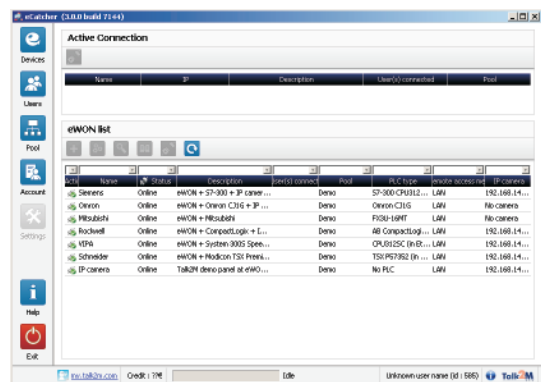 eCatcher (3.0.0 build 7144)
Devices
Users
Pool
Account
Settings
Help
Exit
Active Connection
Name IP Description User(s) connected Pool
eWON list
Name Status Description Pool PLC type IP camera
Siemens Online eWON + S7-300 + IP camer... Demo S7-300 CPU312... LAN 192.168.14...
Omron Online eWON + Omron CJ1G + IP ... Demo Omron CJ1G LAN No camera
Mitsubishi Online eWON + Mitsubishi Demo FX3U-16MT LAN No camera
Rockwell Online eWON + CompactLogix + I... Demo AB CompactLogi... LAN 192.168.14...
VIPA Online eWON + System 300S Spee... Demo CPU312SC (in Et... LAN 192.168.14...
Schneider Online eWON + Modicon TSX Premi... Demo TSX P57352 (in ... LAN 192.168.14...
IP camera Online Talk2M demo panel at eWO... Demo No PLC LAN 192.168.14...
Credit : ??€ Idle Unknown user name (id : 585) Talk2M